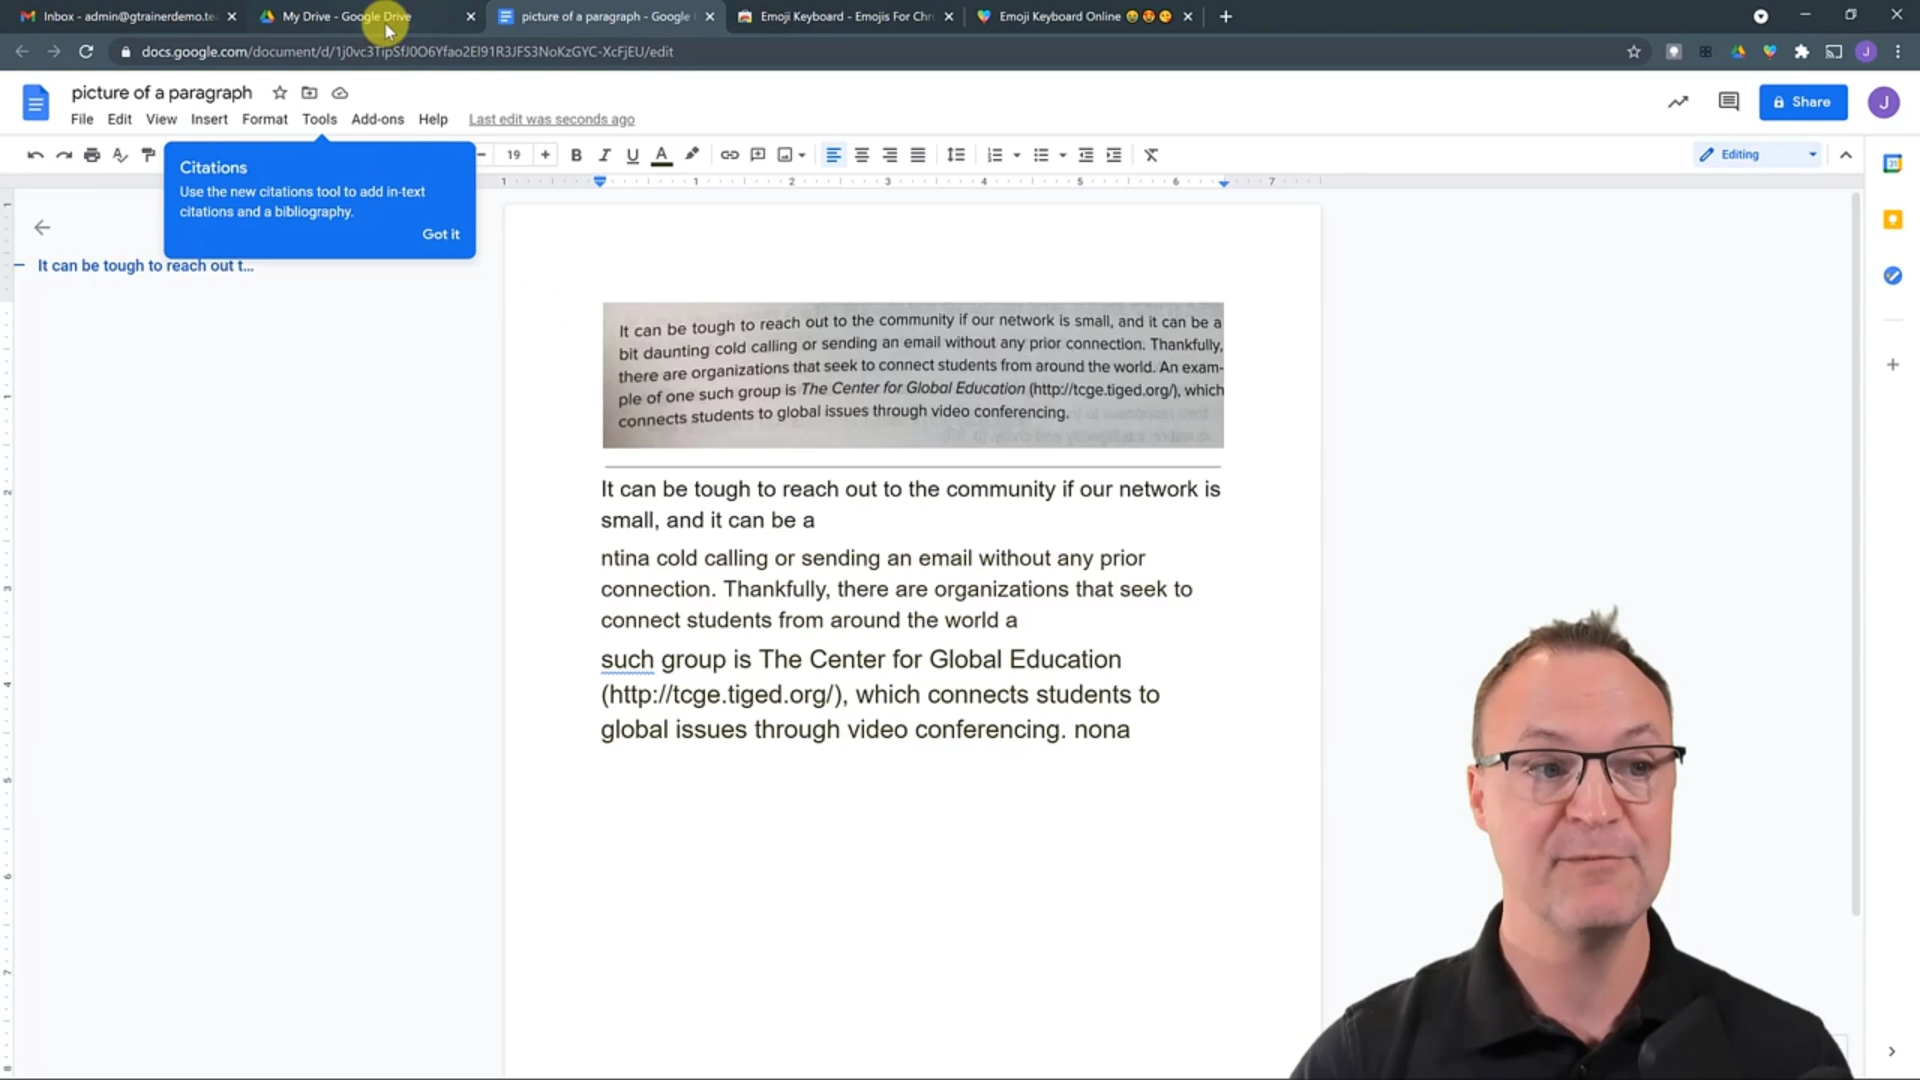 Inbox - admin@gtrainerdemo.te
My Drive - Google Drive
picture of a paragraph - Google
Emoji Keyboard - Emojis For Chr
Emoji Keyboard Online
docs.google.com/document/d/1j0vc3TipSfJ0O6Yfao2El91R3JFS3NoKzGYC-XcFjEU/edit
J
picture of a paragraph
File Edit View Insert Format Tools Add-ons Help Last edit was seconds ago
Share
J
19
Editing
Citations
Use the new citations tool to add in-text
citations and a bibliography.
Got it
1 1 2 3 4 5 6 7
It can be tough to reach out t...
It can be tough to reach out to the community if our network is small, and it can be a
bit daunting cold calling or sending an email without any prior connection. Thankfully,
there are organizations that seek to connect students from around the world. An exam-
ple of one such group is The Center for Global Education (http://tcge.tiged.org/), which
connects students to global issues through video conferencing.
It can be tough to reach out to the community if our network is
small, and it can be a
ntina cold calling or sending an email without any prior
connection. Thankfully, there are organizations that seek to
connect students from around the world a
such group is The Center for Global Education
(http://tcge.tiged.org/), which connects students to
global issues through video conferencing. nona